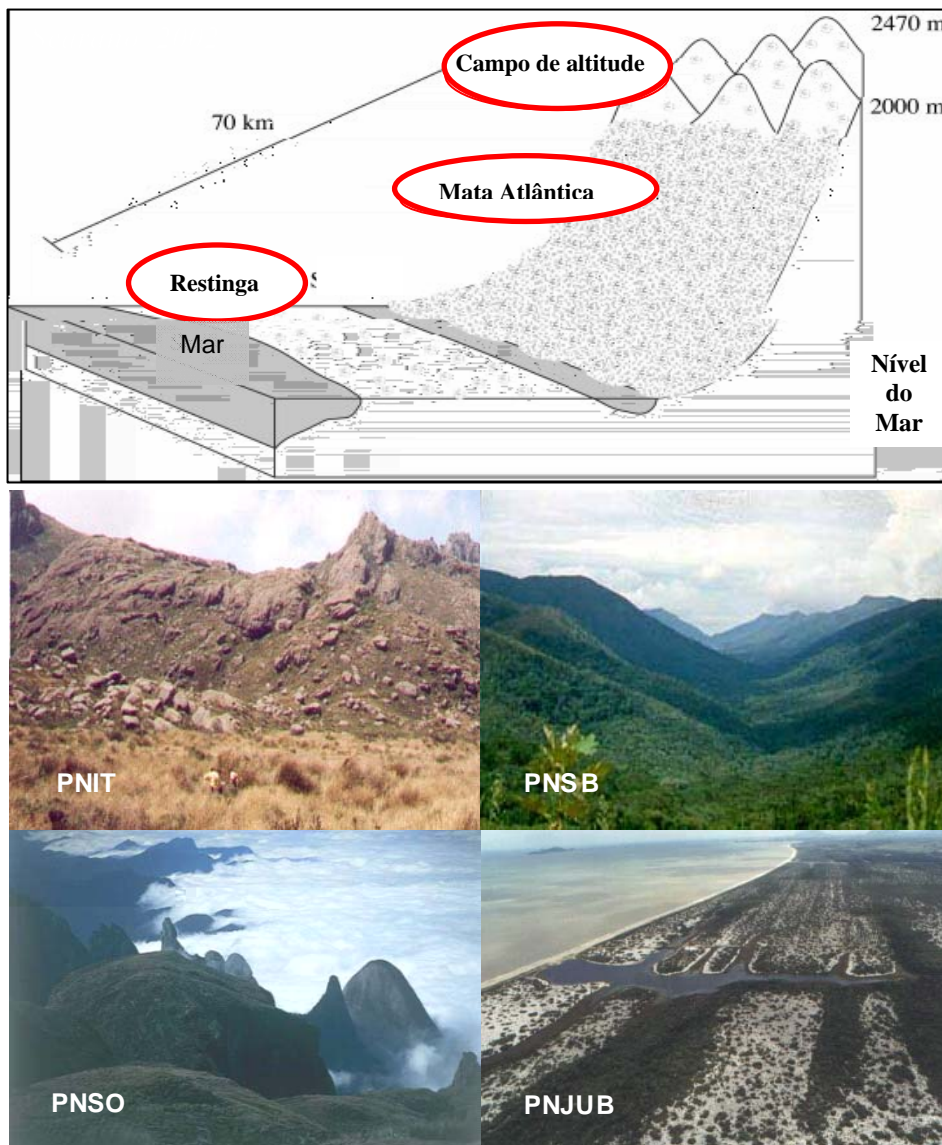 2470 m
Campo de altitude
2000 m
70 km
Mata Atlântica
Restinga
Mar
Nível
do
Mar
PNIT
PNSB
PNSO
PNJUB